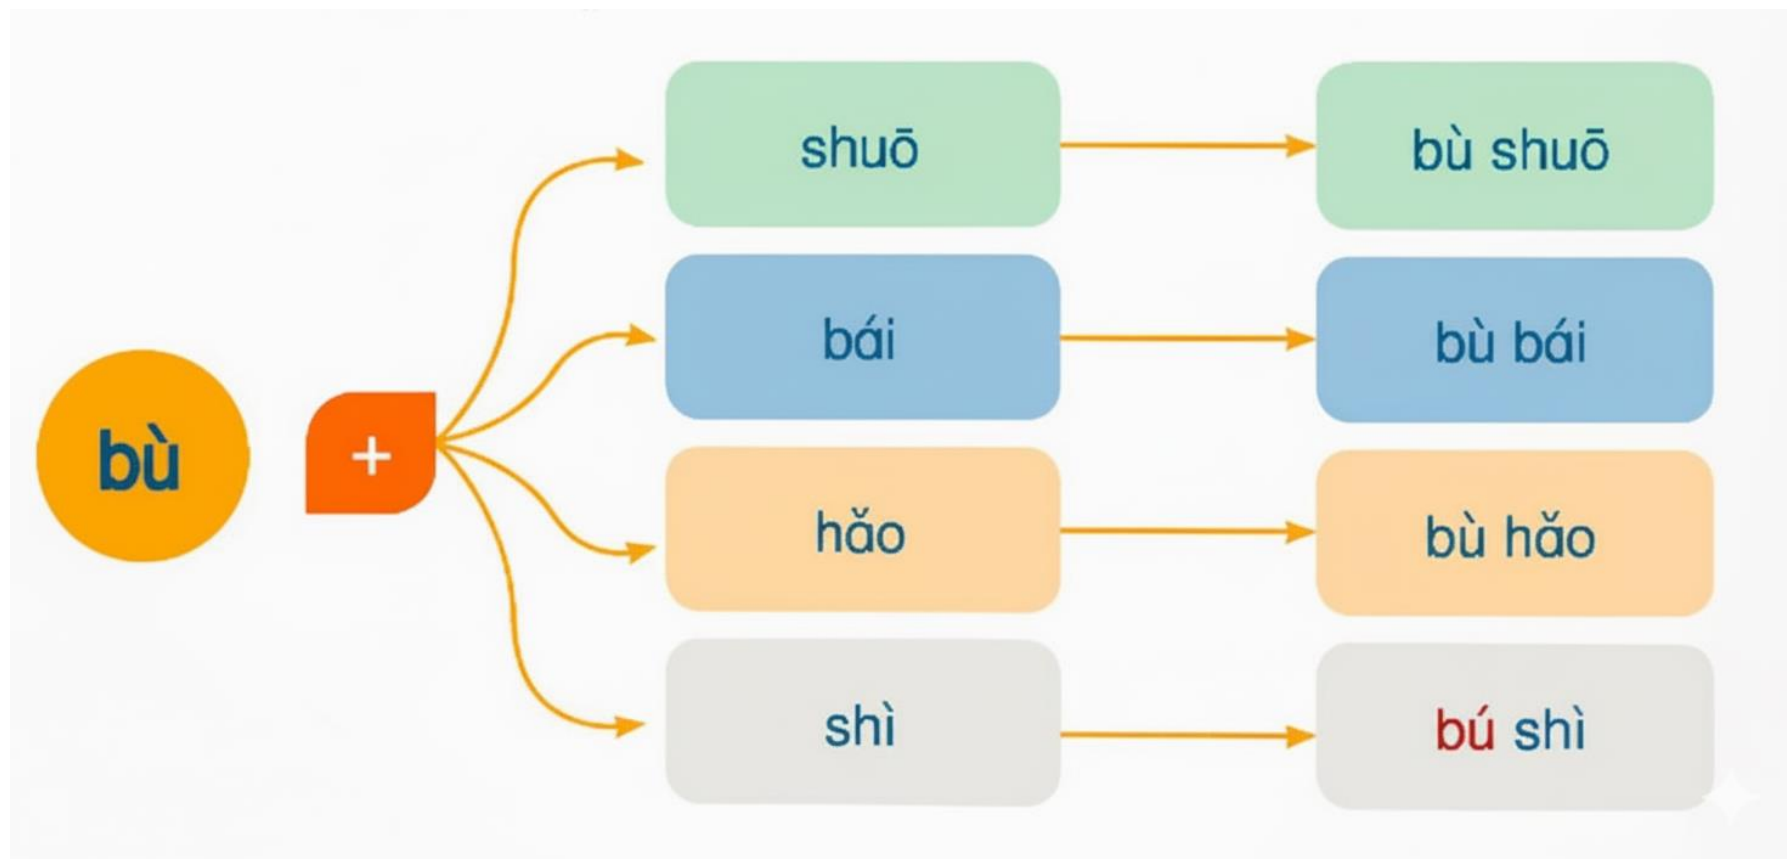 bù
+
shuō
bù shuō
bái
bù bái
hǎo
bù hǎo
shì
bú shì